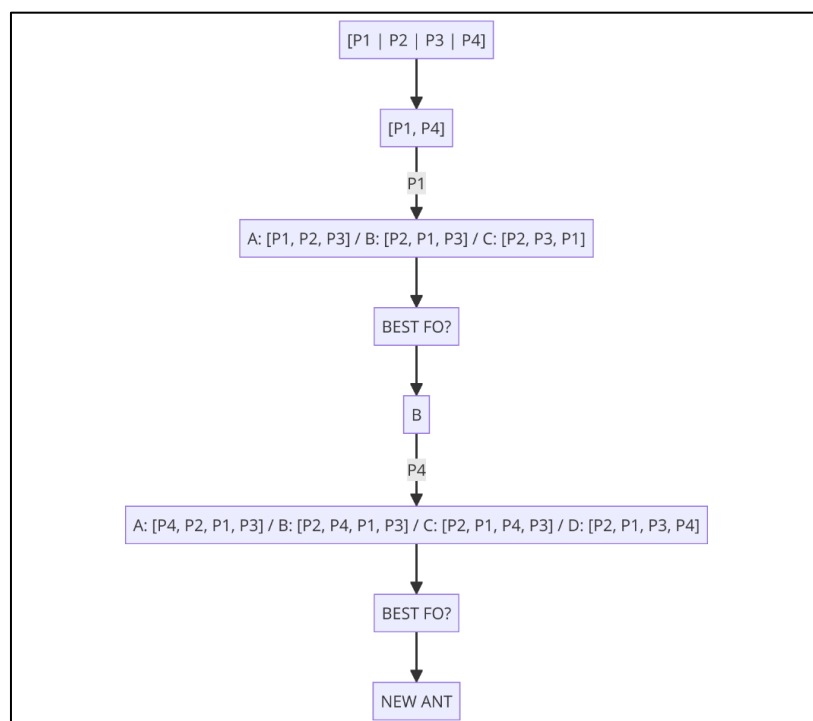 [P1 | P2 | P3 | P4]
[P1, P4]
P1
A: [P1, P2, P3] / B: [P2, P1, P3] / C: [P2, P3, P1]
BEST FO?
B
P4
A: [P4, P2, P1, P3] / B: [P2, P4, P1, P3] / C: [P2, P1, P4, P3] / D: [P2, P1, P3, P4]
BEST FO?
NEW ANT